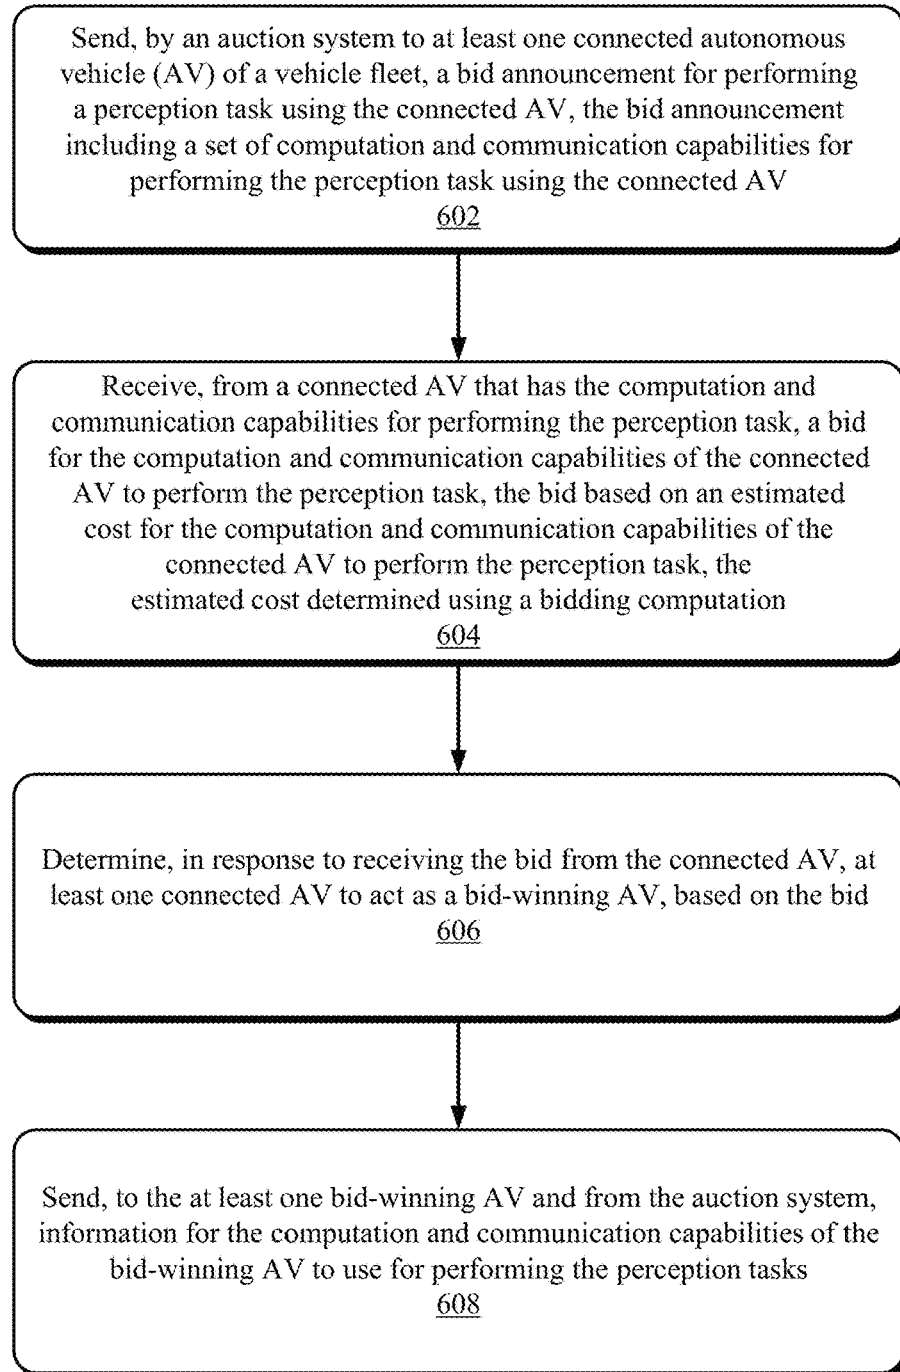 Send, by an auction system to at least one connected autonomous
vehicle (AV) of a vehicle fleet, a bid announcement for performing
a perception task using the connected AV, the bid announcement
including a set of computation and communication capabilities for
performing the perception task using the connected AV
602
Receive, from a connected AV that has the computation and
communication capabilities for performing the perception task, a bid
for the computation and communication capabilities of the connected
AV to perform the perception task, the bid based on an estimated
cost for the computation and communication capabilities of the
connected AV to perform the perception task, the
estimated cost determined using a bidding computation
604
Determine, in response to receiving the bid from the connected AV, at
least one connected AV to act as a bid-winning AV, based on the bid
606
Send, to the at least one bid-winning AV and from the auction system,
information for the computation and communication capabilities of the
bid-winning AV to use for performing the perception tasks
608